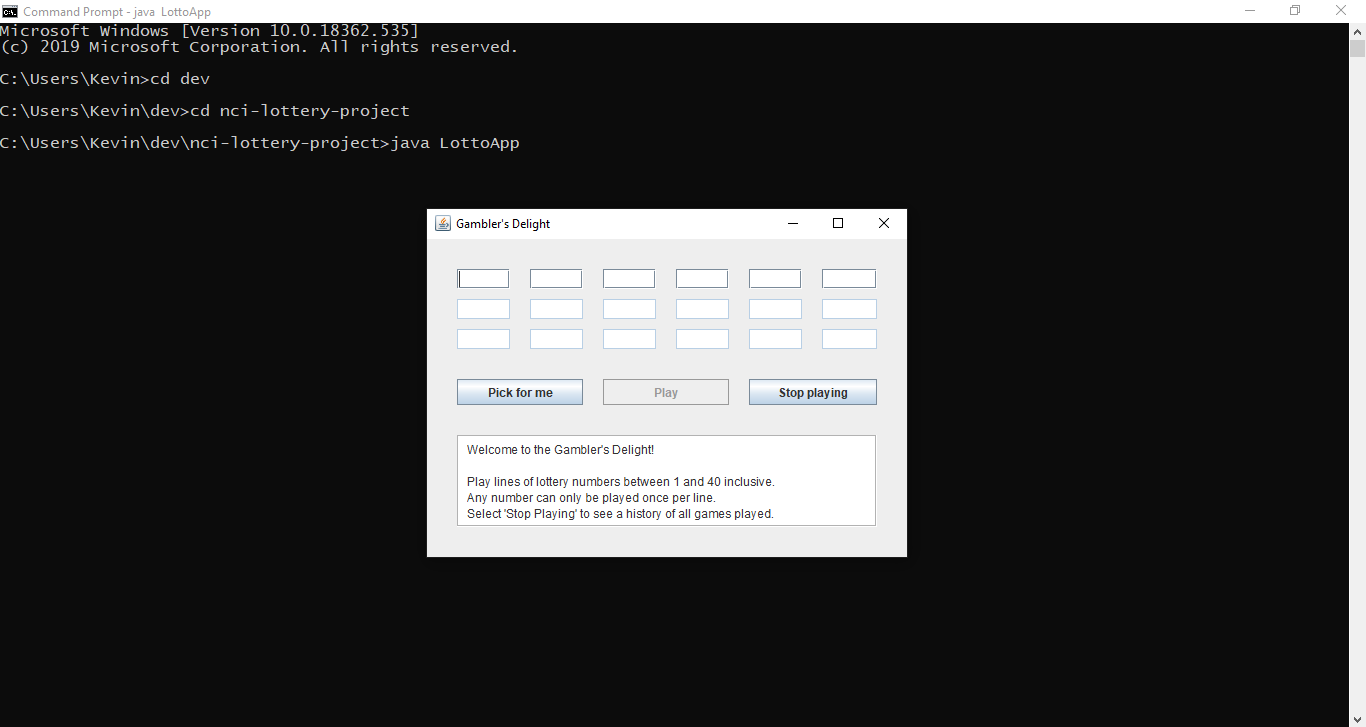 Command Prompt - java LottoApp
Microsoft Windows [Version 10.0.18362.535]
(c) 2019 Microsoft Corporation. All rights reserved.
C:\Users\Kevin>cd dev
C:\Users\Kevin\dev>cd nci-lottery-project
C:\Users\Kevin\dev\nci-lottery-project>java LottoApp
Gambler's Delight
Pick for me
Play
Stop playing
Welcome to the Gambler's Delight!
Play lines of lottery numbers between 1 and 40 inclusive.
Any number can only be played once per line.
Select 'Stop Playing' to see a history of all games played.